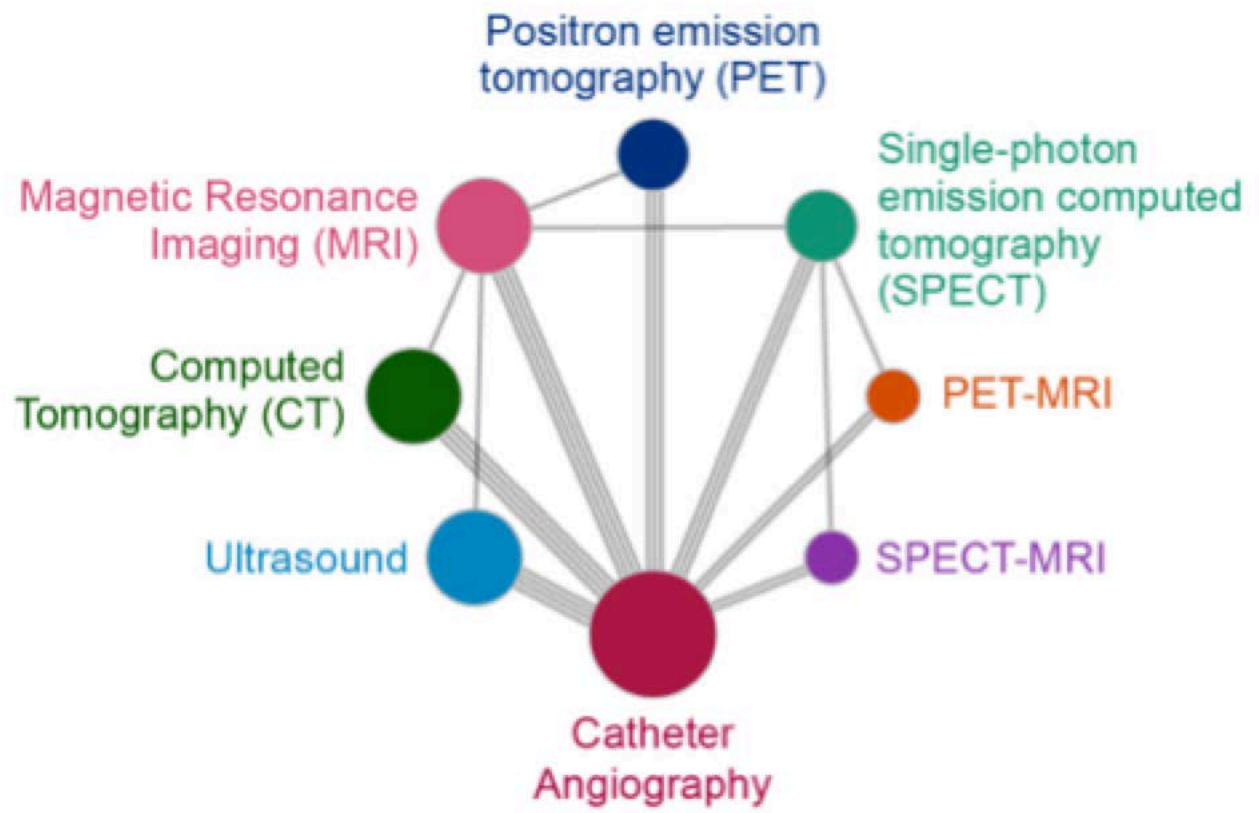 Positron emission
tomography (PET)
Single-photon
emission computed
tomography
(SPECT)
Magnetic Resonance
Imaging (MRI)
Computed
Tomography (CT)
PET-MRI
Ultrasound
SPECT-MRI
Catheter
Angiography